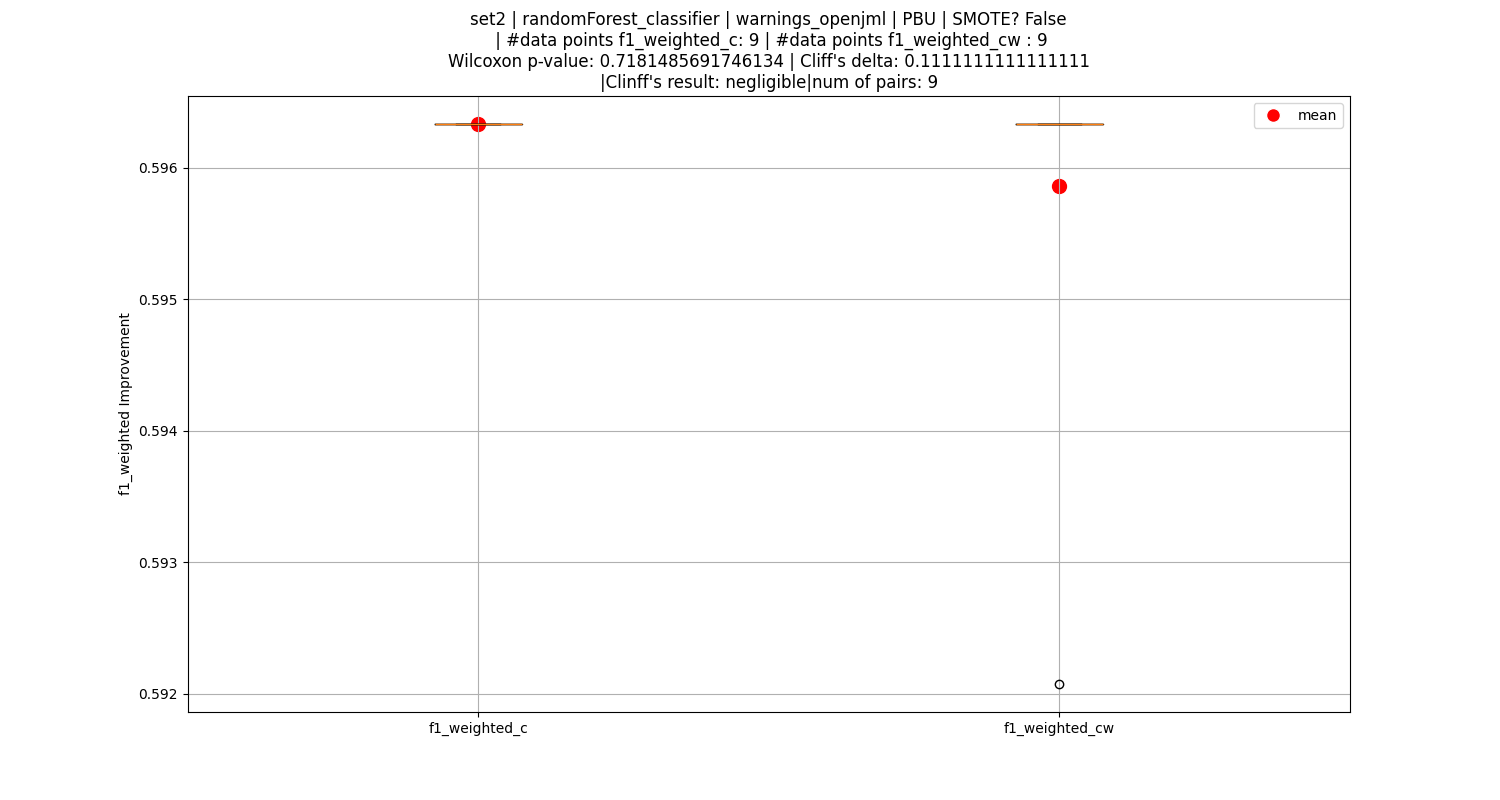 set2 | randomForest_classifier | warnings_openjml | PBU | SMOTE? False
| #data points f1_weighted_c: 9 | #data points f1_weighted_cw : 9
Wilcoxon p-value: 0.7181485691746134 | Cliff's delta: 0.1111111111111111
|Clinff's result: negligible|num of pairs: 9
mean
0.596
0.595
0.594
0.593
0.592
f1_weighted Improvement
f1_weighted_c
f1_weighted_cw